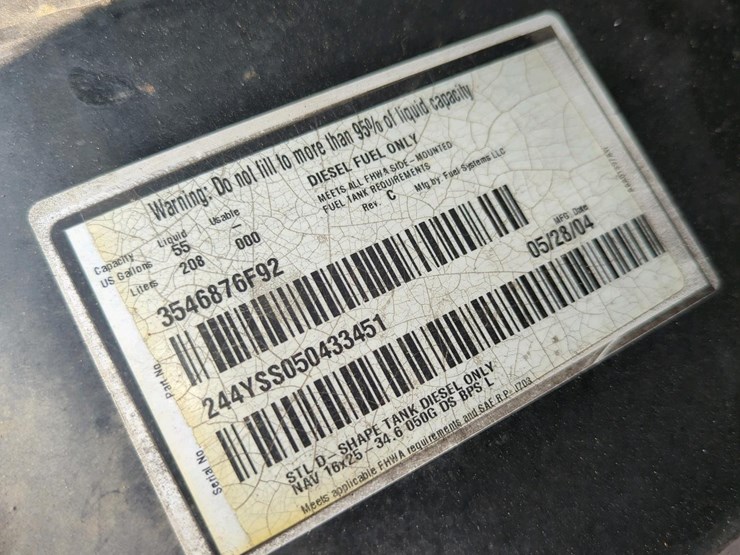 Warning: Do not fill to more than 95% of liquid capacity
DIESEL FUEL ONLY
MEETS ALL FHWA SIDE-MOUNTED
FUEL TANK REQUIREMENTS
Rev. C Mfg by: Fuel Systems LLC
Capacity Liquid Usable
US Gallons 55 -
Liters 208 000
3546876F92
Part No.
MFG. Date
05/28/04
244YSS050433451
Serial No.
STL D-SHAPE TANK DIESEL ONLY
NAV 16x25-34.6 050G DS BPS L
Meets applicable FHWA requirements and SAE R.P. J703